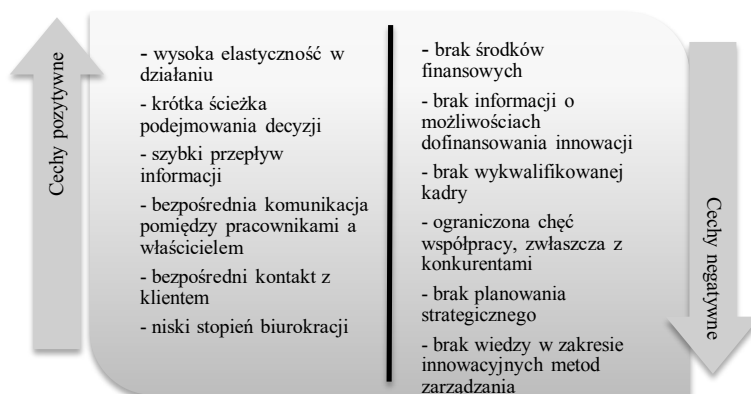 Cechy pozytywne
- wysoka elastyczność w
działaniu
- krótka ścieżka
podejmowania decyzji
- szybki przepływ
informacji
- bezpośrednia komunikacja
pomiędzy pracownikami a
właścicielem
- bezpośredni kontakt z
klientem
- niski stopień biurokracji
- brak środków
finansowych
- brak informacji o
możliwościach
dofinansowania innowacji
- brak wykwalifikowanej
kadry
- ograniczona chęć
współpracy, zwłaszcza z
konkurentami
- brak planowania
strategicznego
- brak wiedzy w zakresie
innowacyjnych metod
zarządzania
Cechy negatywne